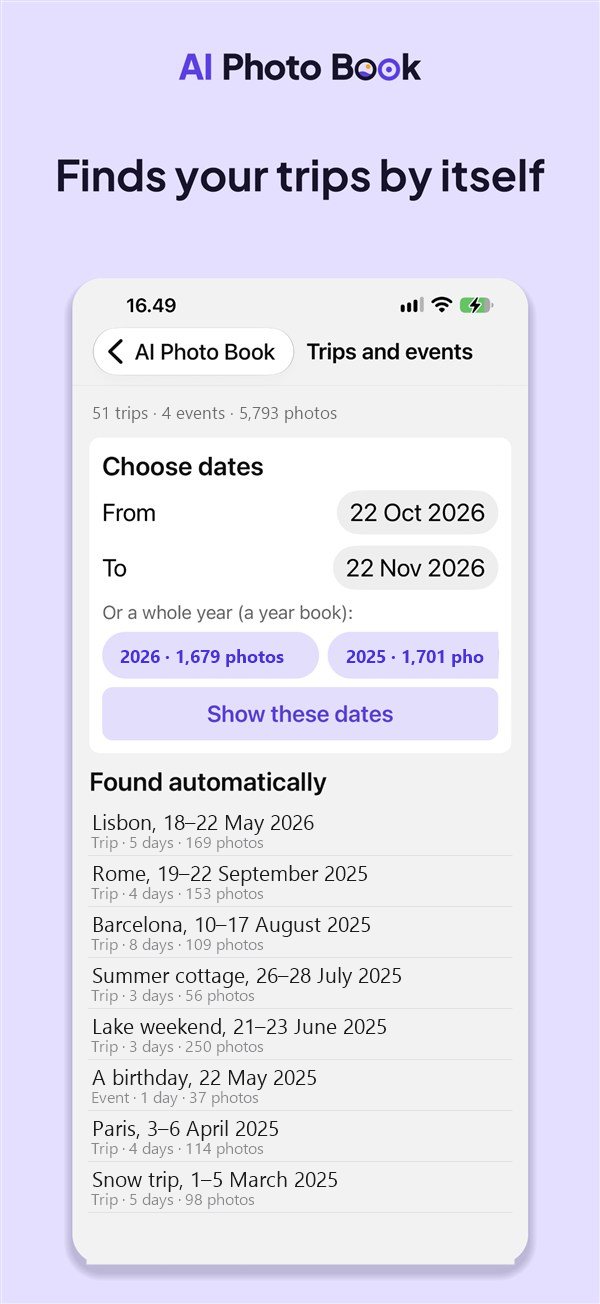 AI Photo Book
Finds your trips by itself
16.49
AI Photo Book
Trips and events
51 trips · 4 events · 5,793 photos
Choose dates
From
22 Oct 2026
To
22 Nov 2026
Or a whole year (a year book):
2026 · 1,679 photos
2025 · 1,701 pho
Show these dates
Found automatically
Lisbon, 18–22 May 2026
Trip · 5 days · 169 photos
Rome, 19–22 September 2025
Trip · 4 days · 153 photos
Barcelona, 10–17 August 2025
Trip · 8 days · 109 photos
Summer cottage, 26–28 July 2025
Trip · 3 days · 56 photos
Lake weekend, 21–23 June 2025
Trip · 3 days · 250 photos
A birthday, 22 May 2025
Event · 1 day · 37 photos
Paris, 3–6 April 2025
Trip · 4 days · 114 photos
Snow trip, 1–5 March 2025
Trip · 5 days · 98 photos